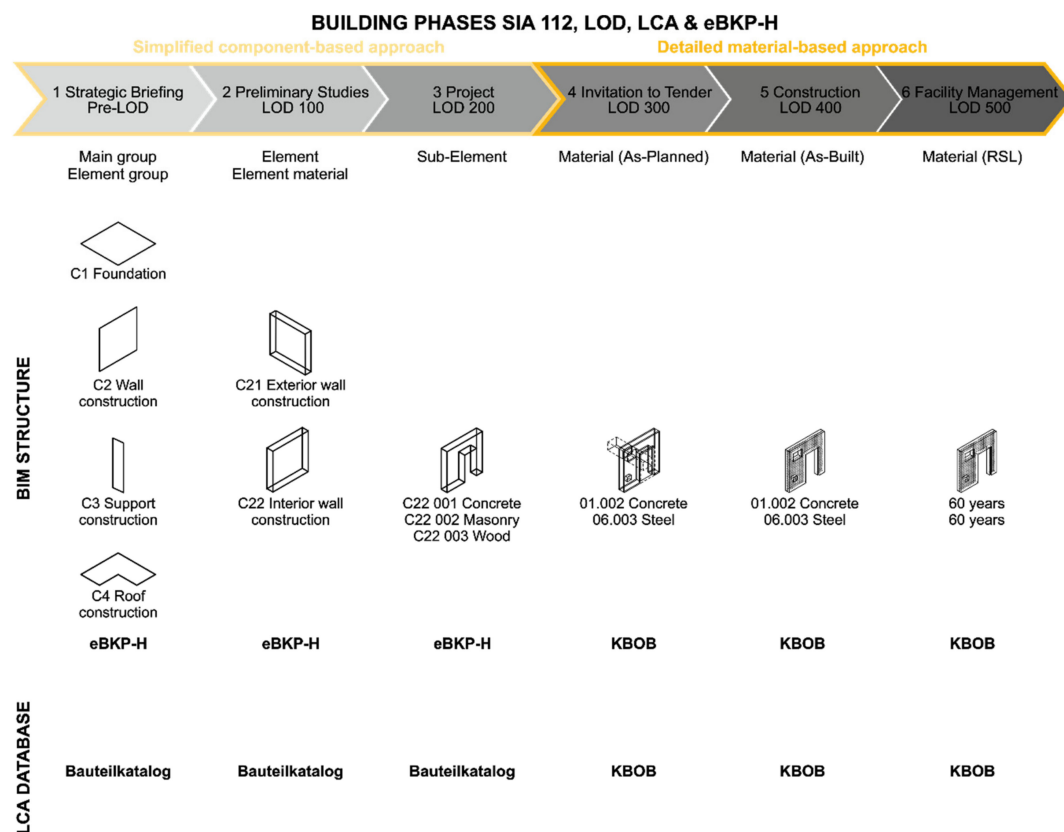 BUILDING PHASES SIA 112, LOD, LCA & eBKP-H
Simplified component-based approach
Detailed material-based approach
1 Strategic Briefing
Pre-LOD
2 Preliminary Studies
LOD 100
3 Project
LOD 200
4 Invitation to Tender
LOD 300
5 Construction
LOD 400
6 Facility Management
LOD 500
Main group
Element group
Element
Element material
Sub-Element
Material (As-Planned)
Material (As-Built)
Material (RSL)
BIM STRUCTURE
C1 Foundation
C2 Wall
construction
C21 Exterior wall
construction
C3 Support
construction
C22 Interior wall
construction
C22 001 Concrete
C22 002 Masonry
C22 003 Wood
01.002 Concrete
06.003 Steel
01.002 Concrete
06.003 Steel
60 years
60 years
C4 Roof
construction
eBKP-H
eBKP-H
eBKP-H
KBOB
KBOB
KBOB
LCA DATABASE
Bauteilkatalog
Bauteilkatalog
Bauteilkatalog
KBOB
KBOB
KBOB